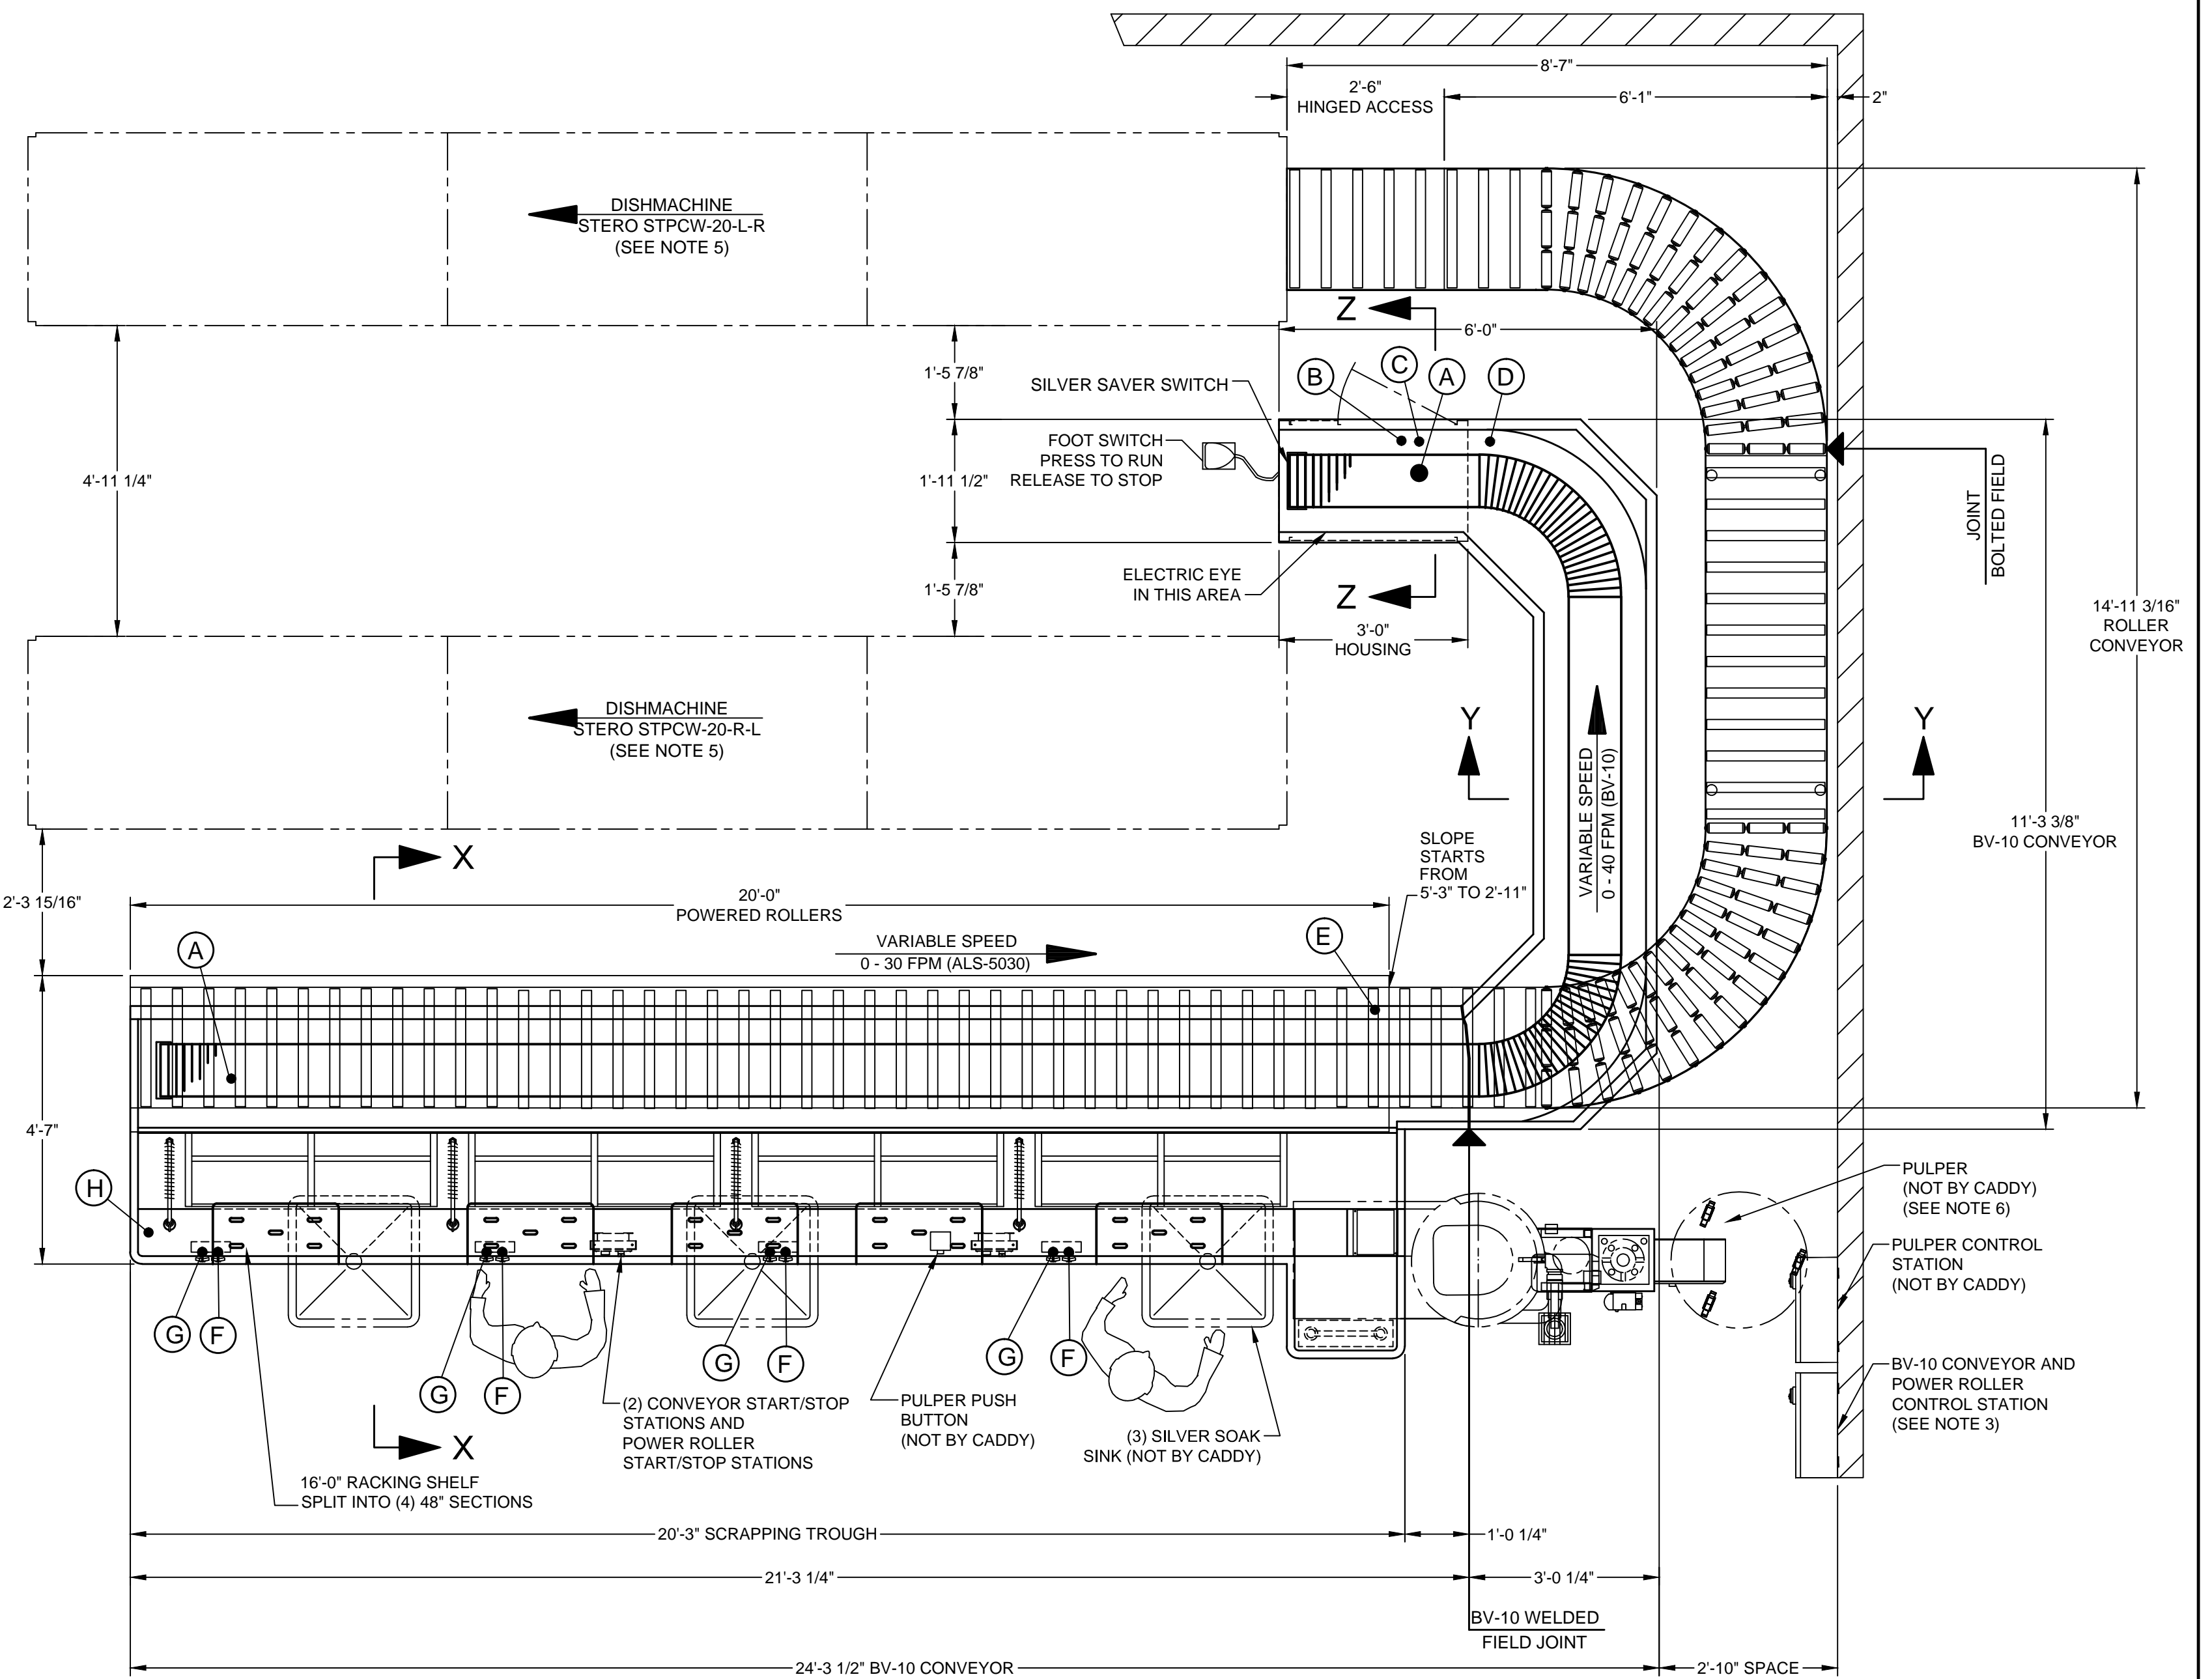 8'-7"
2'-6"
HINGED ACCESS
6'-1"
2"
DISHMACHINE
STERO STPCW-20-L-R
(SEE NOTE 5)
Z
6'-0"
1'-5 7/8"
SILVER SAVER SWITCH
B
C
A
D
FOOT SWITCH
PRESS TO RUN
RELEASE TO STOP
4'-11 1/4"
1'-11 1/2"
JOINT
BOLTED FIELD
ELECTRIC EYE
IN THIS AREA
1'-5 7/8"
Z
3'-0"
HOUSING
14'-11 3/16"
ROLLER
CONVEYOR
DISHMACHINE
STERO STPCW-20-R-L
(SEE NOTE 5)
Y
Y
VARIABLE SPEED
0 - 40 FPM (BV-10)
11'-3 3/8"
BV-10 CONVEYOR
SLOPE
STARTS
FROM
5'-3" TO 2'-11"
X
2'-3 15/16"
20'-0"
POWERED ROLLERS
A
VARIABLE SPEED
0 - 30 FPM (ALS-5030)
E
4'-7"
H
PULPER
(NOT BY CADDY)
(SEE NOTE 6)
PULPER CONTROL
STATION
(NOT BY CADDY)
G
F
G
F
G
F
G
F
BV-10 CONVEYOR AND
POWER ROLLER
CONTROL STATION
(SEE NOTE 3)
(2) CONVEYOR START/STOP
STATIONS AND
POWER ROLLER
START/STOP STATIONS
PULPER PUSH
BUTTON
(NOT BY CADDY)
(3) SILVER SOAK
SINK (NOT BY CADDY)
X
16'-0" RACKING SHELF
SPLIT INTO (4) 48" SECTIONS
20'-3" SCRAPPING TROUGH
1'-0 1/4"
21'-3 1/4"
3'-0 1/4"
BV-10 WELDED
FIELD JOINT
24'-3 1/2" BV-10 CONVEYOR
2'-10" SPACE